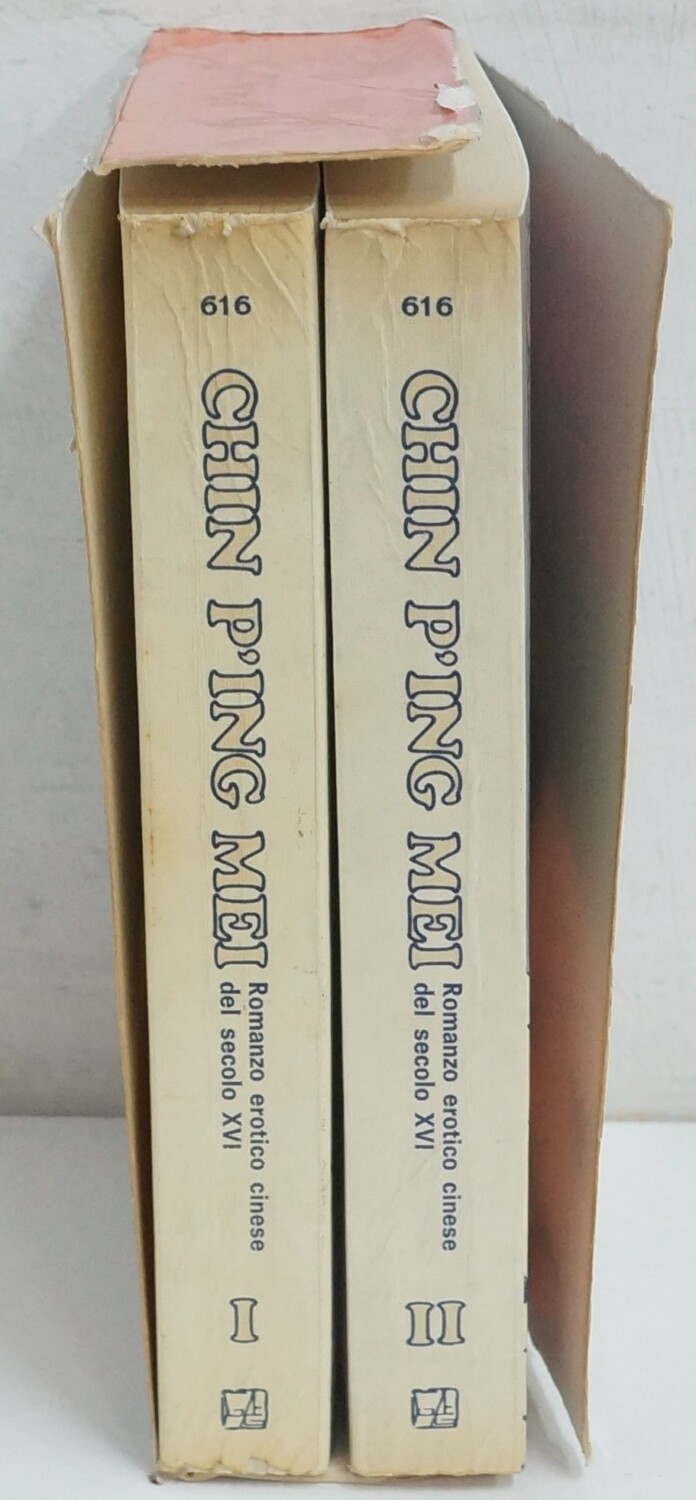 616
CHIN P'ING MEI
Romanzo erotico cinese
del secolo XVI
I
616
CHIN P'ING MEI
Romanzo erotico cinese
del secolo XVI
II